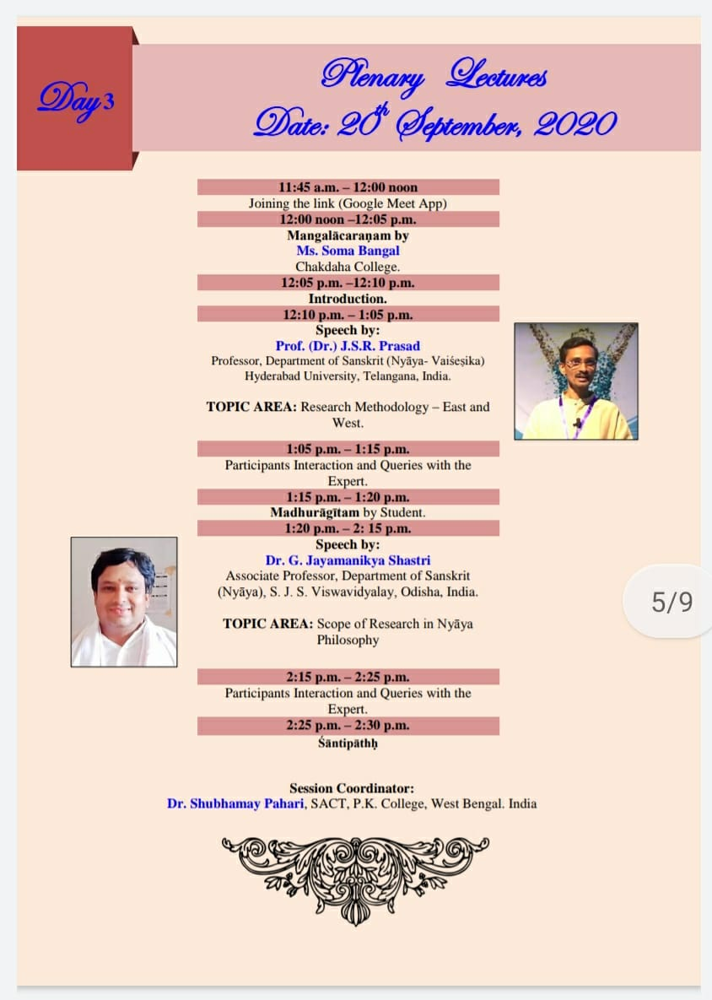 Day 3
Plenary Lectures
Date: 20th September, 2020
11:45 a.m. – 12:00 noon
Joining the link (Google Meet App)
12:00 noon –12:05 p.m.
Mangalācaraṇam by
Ms. Soma Bangal
Chakdaha College.
12:05 p.m. –12:10 p.m.
Introduction.
12:10 p.m. – 1:05 p.m.
Speech by:
Prof. (Dr.) J.S.R. Prasad
Professor, Department of Sanskrit (Nyāya- Vaiśeṣika)
Hyderabad University, Telangana, India.
TOPIC AREA: Research Methodology – East and
West.
1:05 p.m. – 1:15 p.m.
Participants Interaction and Queries with the
Expert.
1:15 p.m. – 1:20 p.m.
Madhurāgītam by Student.
1:20 p.m. – 2: 15 p.m.
Speech by:
Dr. G. Jayamanikya Shastri
Associate Professor, Department of Sanskrit
(Nyāya), S. J. S. Viswavidyalay, Odisha, India.
TOPIC AREA: Scope of Research in Nyāya
Philosophy
5/9
2:15 p.m. – 2:25 p.m.
Participants Interaction and Queries with the
Expert.
2:25 p.m. – 2:30 p.m.
Śāntipāthḥ
Session Coordinator:
Dr. Shubhamay Pahari, SACT, P.K. College, West Bengal. India